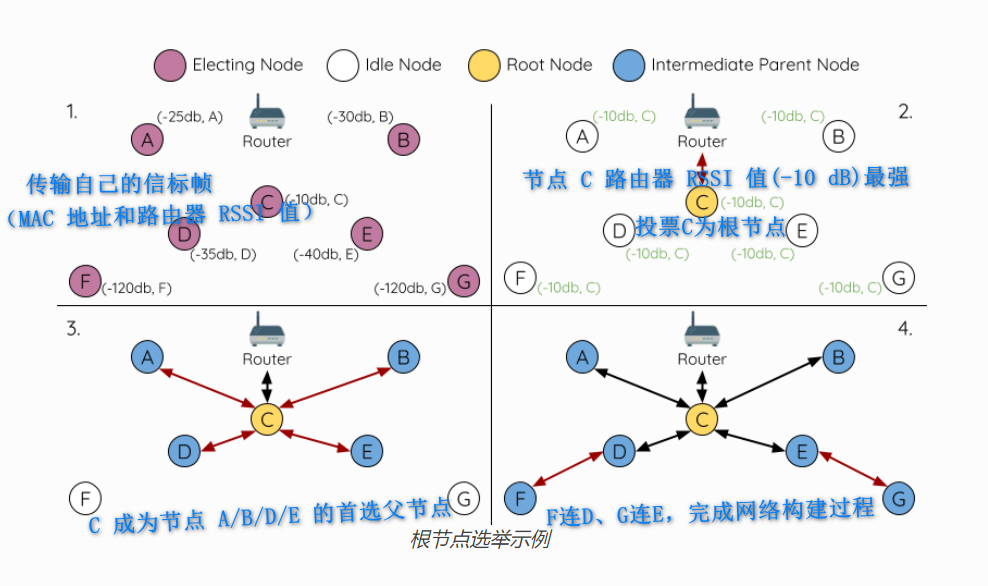 Electing Node
Idle Node
Root Node
Intermediate Parent Node
1.
(-25db, A)
(-30db, B)
A
Router
B
传输自己的信标帧
(MAC 地址和路由器 RSSI 值)
C
(-10db, C)
D
E
(-35db, D)
(-40db, E)
F
(-120db, F)
(-120db, G)
G
2.
(-10db, C)
(-10db, C)
A
Router
B
节点 C 路由器 RSSI 值(-10 dB)最强
C
(-10db, C)
D
投票C为根节点
E
(-10db, C)
(-10db, C)
F
(-10db, C)
(-10db, C)
G
3.
A
Router
B
C
D
E
F
G
C 成为节点 A/B/D/E 的首选父节点
4.
A
Router
B
C
D
E
F
G
F连D、G连E，完成网络构建过程
根节点选举示例